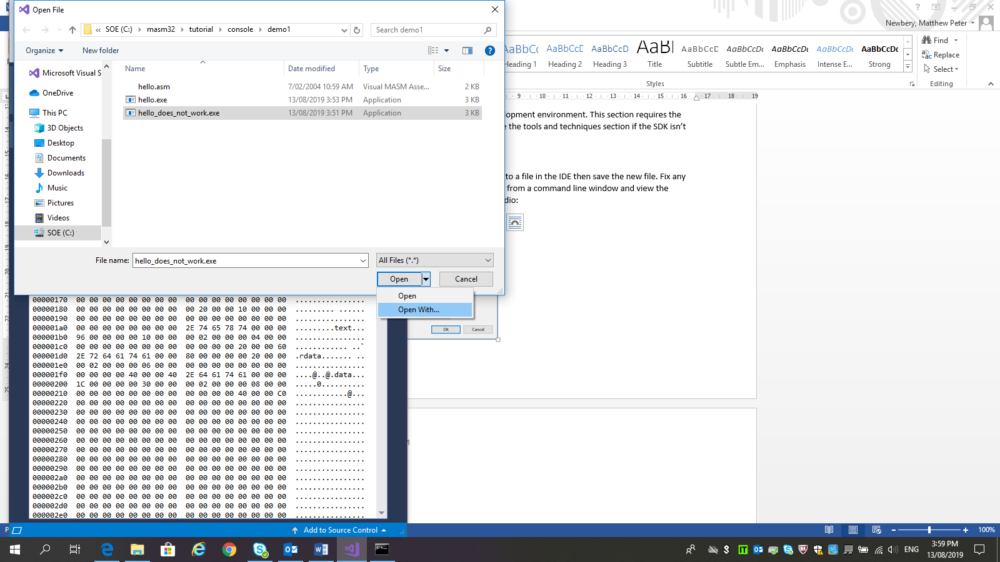 Open File
« SOE (C:) › masm32 › tutorial › console › demo1
Search demo1
Organize
New folder
Name
Date modified
Type
Size
hello.asm 7/02/2004 10:59 AM Visual MASM Asse... 2 KB
hello.exe 13/08/2019 3:53 PM Application 3 KB
hello_does_not_work.exe 13/08/2019 3:51 PM Application 3 KB
Microsoft Visual S
OneDrive
This PC
3D Objects
Desktop
Documents
Downloads
Music
Pictures
Videos
SOE (C:)
File name: hello_does_not_work.exe
All Files (*.*)
Open
Cancel
Open
Open With...
OK
Cancel
Newbery, Matthew Peter
AaBbCc AaBbCcD AaBbCcD AaBl AaBbCcD AaBbCcDc AaBbCcDc AaBbCcDc AaBbCcDc
Heading 1 Heading 2 Heading 3 Title Subtitle Subtle Em... Emphasis Intense E... Strong
Styles
Find
Replace
Select
Editing
9 10 11 12 13 14 15 16 17 18 19
lopment environment. This section requires the
e the tools and techniques section if the SDK isn’t
to a file in the IDE then save the new file. Fix any
from a command line window and view the
dio:
00000170 00 00 00 00 00 00 00 00 00 00 00 00 00 00 00 00 ................
00000180 00 00 00 00 00 00 00 00 00 20 00 00 10 00 00 00 ......... ......
00000190 00 00 00 00 00 00 00 00 00 00 00 00 00 00 00 00 ................
000001a0 00 00 00 00 00 00 00 00 2E 74 65 78 74 00 00 00 .........text...
000001b0 96 00 00 00 00 10 00 00 00 02 00 00 00 04 00 00 ................
000001c0 00 00 00 00 00 00 00 00 00 00 00 00 20 00 00 60 ............ ..`
000001d0 2E 72 64 61 74 61 00 00 80 00 00 00 00 20 00 00 .rdata....... ..
000001e0 00 02 00 00 00 06 00 00 00 00 00 00 00 00 00 00 ................
000001f0 00 00 00 00 40 00 00 40 2E 64 61 74 61 00 00 00 ....@..@.data...
00000200 1C 00 00 00 00 30 00 00 00 02 00 00 00 08 00 00 .....0..........
00000210 00 00 00 00 00 00 00 00 00 00 00 00 40 00 00 C0 ............@...
00000220 00 00 00 00 00 00 00 00 00 00 00 00 00 00 00 00 ................
00000230 00 00 00 00 00 00 00 00 00 00 00 00 00 00 00 00 ................
00000240 00 00 00 00 00 00 00 00 00 00 00 00 00 00 00 00 ................
00000250 00 00 00 00 00 00 00 00 00 00 00 00 00 00 00 00 ................
00000260 00 00 00 00 00 00 00 00 00 00 00 00 00 00 00 00 ................
00000270 00 00 00 00 00 00 00 00 00 00 00 00 00 00 00 00 ................
00000280 00 00 00 00 00 00 00 00 00 00 00 00 00 00 00 00 ................
00000290 00 00 00 00 00 00 00 00 00 00 00 00 00 00 00 00 ................
000002a0 00 00 00 00 00 00 00 00 00 00 00 00 00 00 00 00 ................
000002b0 00 00 00 00 00 00 00 00 00 00 00 00 00 00 00 00 ................
000002c0 00 00 00 00 00 00 00 00 00 00 00 00 00 00 00 00 ................
000002d0 00 00 00 00 00 00 00 00 00 00 00 00 00 00 00 00 ................
000002e0 00 00 00 00 00 00 00 00 00 00 00 00 00 00 00 00 ................
Add to Source Control
100%
ENG
3:59 PM
13/08/2019